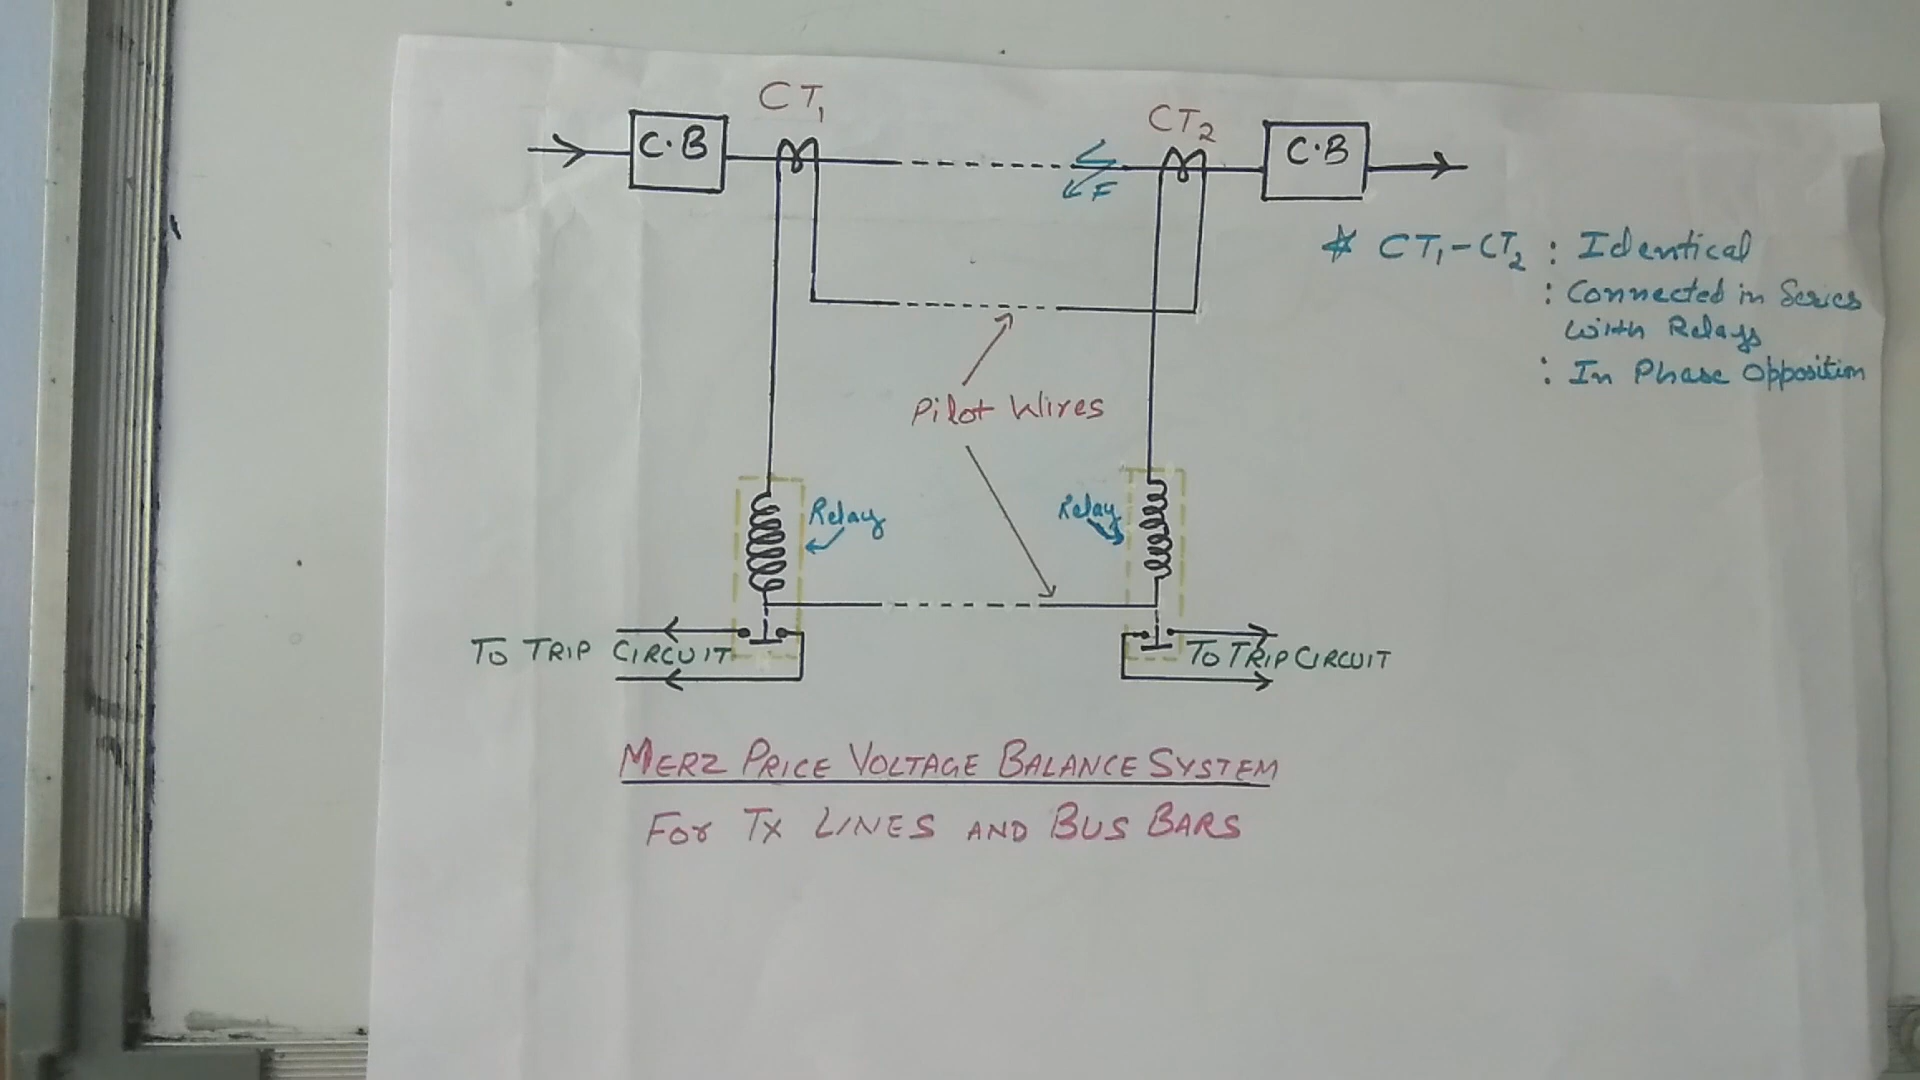 CT1
CT2
C.B
C.B
F
* CT1-CT2 : Identical
: Connected in Series
with Relays
: In Phase Opposition
Pilot Wires
Relay
Relay
TO TRIP CIRCUIT
TO TRIP CIRCUIT
MERZ PRICE VOLTAGE BALANCE SYSTEM
For Tx LINES AND BUS BARS